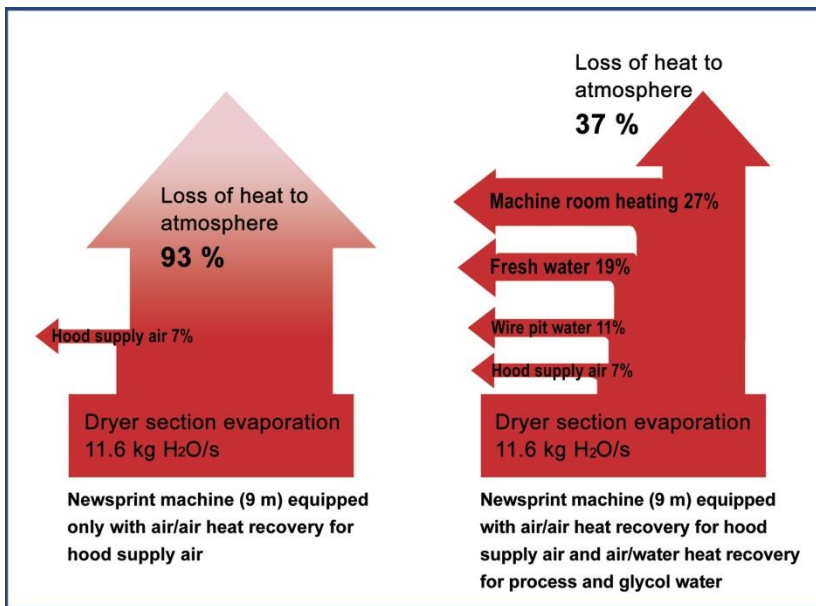 Loss of heat to
atmosphere
93 %
Hood supply air 7%
Dryer section evaporation
11.6 kg H₂O/s
Newsprint machine (9 m) equipped
only with air/air heat recovery for
hood supply air
Loss of heat to
atmosphere
37 %
Machine room heating 27%
Fresh water 19%
Wire pit water 11%
Hood supply air 7%
Dryer section evaporation
11.6 kg H₂O/s
Newsprint machine (9 m) equipped
with air/air heat recovery for hood
supply air and air/water heat recovery
for process and glycol water